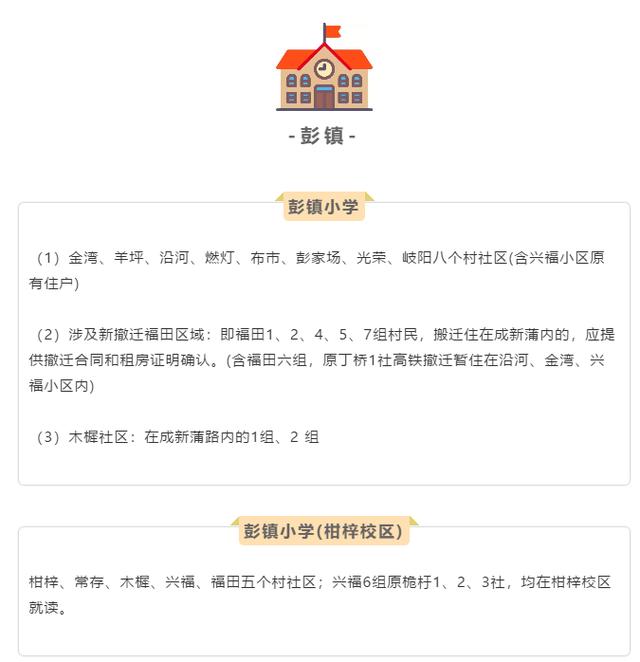 -彭镇-
彭镇小学
（1）金湾、羊坪、沿河、燃灯、布市、彭家场、光荣、岐阳八个村社区(含兴福小区原
有住户)
（2）涉及新撤迁福田区域：即福田1、2、4、5、7组村民，搬迁住在成新蒲内的，应提
供撤迁合同和租房证明确认。(含福田六组，原丁桥1社高铁撤迁暂住在沿河、金湾、兴
福小区内)
（3）木樨社区：在成新蒲路内的1组、2 组
彭镇小学(柑梓校区)
柑梓、常存、木樨、兴福、福田五个村社区；兴福6组原桅杅1、2、3社，均在柑梓校区
就读。